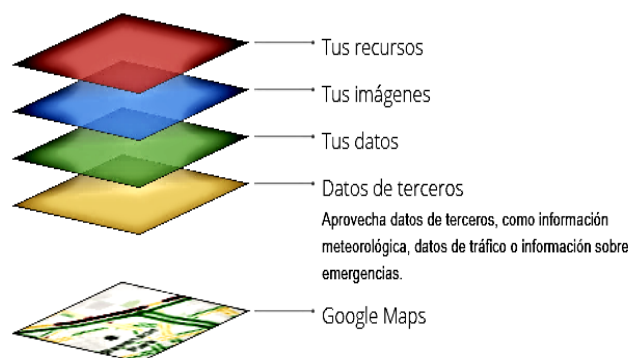 Tus recursos
Tus imágenes
Tus datos
Datos de terceros
Aprovecha datos de terceros, como información
meteorológica, datos de tráfico o información sobre
emergencias.
Google Maps